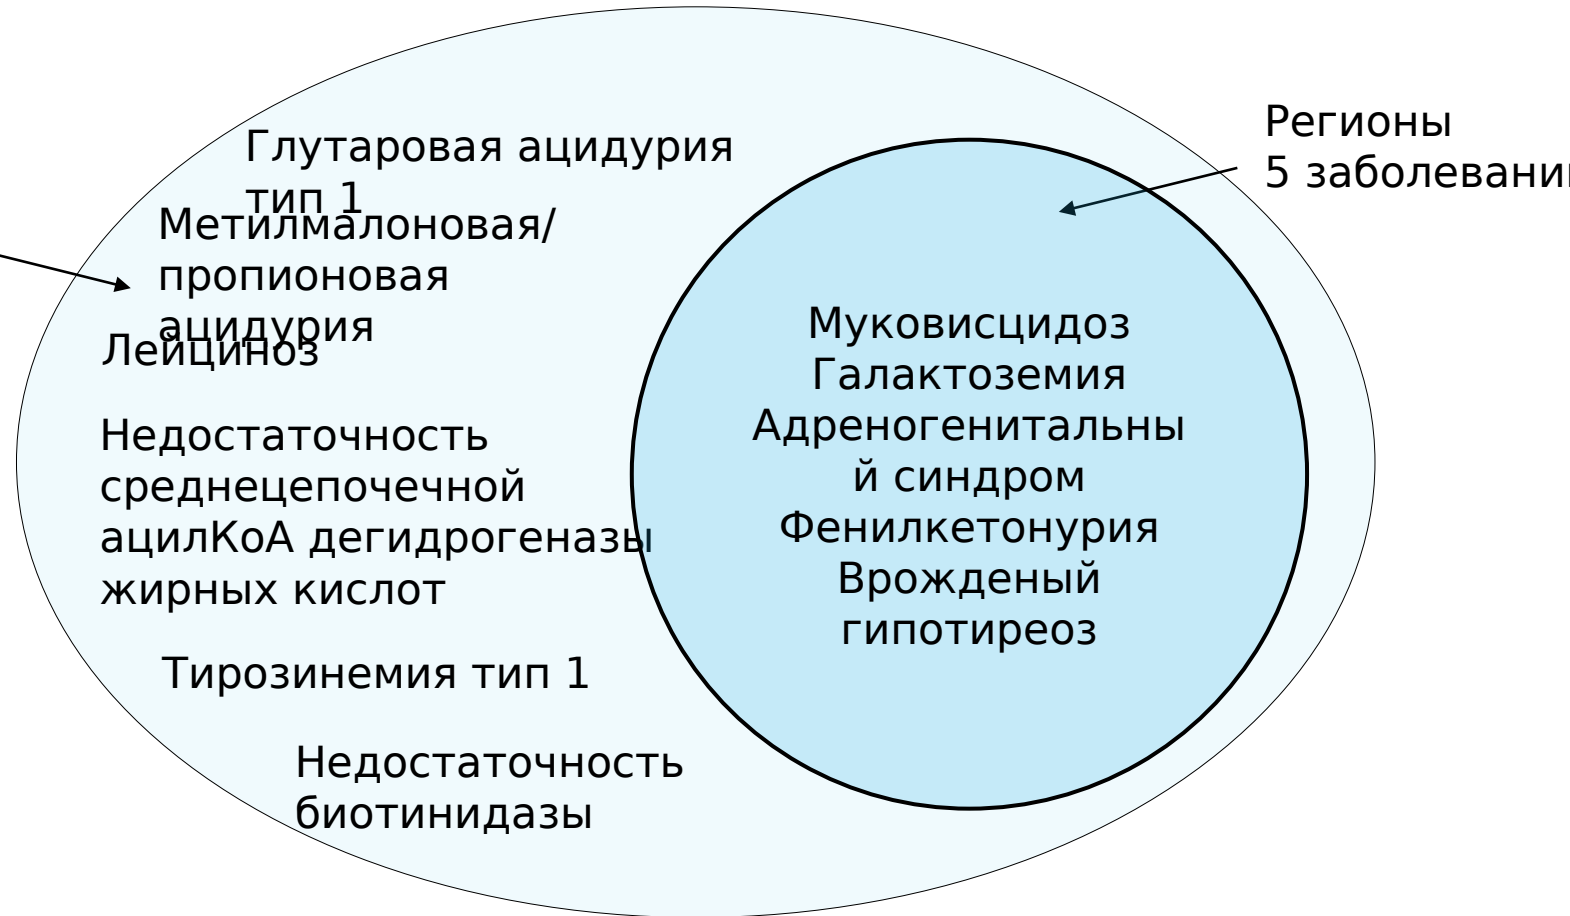 Глутаровая ацидурия
тип 1
Метилмалоновая/
пропионовая
ацидурия
Лейциноз
Недостаточность
среднецепочечной
ацилКоА дегидрогеназы
жирных кислот
Тирозинемия тип 1
Недостаточность
биотинидазы
Регионы
5 заболевани
Муковисцидоз
Галактоземия
Адреногенитальны
й синдром
Фенилкетонурия
Врожденый
гипотиреоз